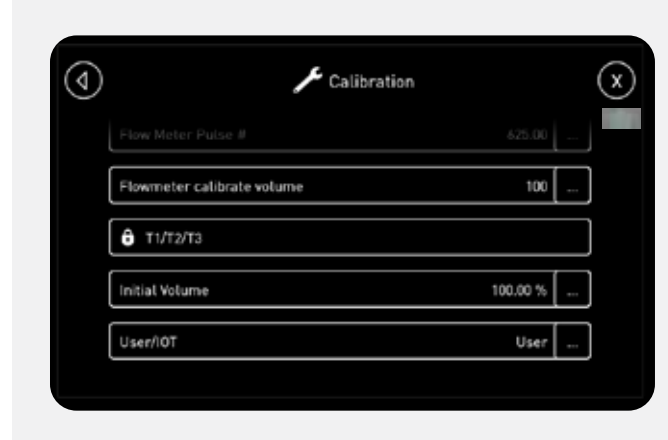 Calibration
X
Flow Meter Pulse # 625.00 ...
Flowmeter calibrate volume 100 ...
T1/T2/T3
Initial Volume 100.00 % ...
User/IOT User ...